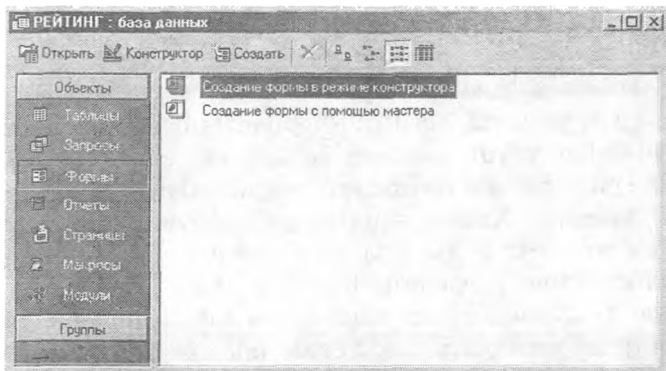 РЕЙТИНГ : база данных
Открыть Конструктор Создать
Объекты
Таблицы
Запросы
Формы
Отчеты
Страницы
Макросы
Модули
Группы
Создание формы в режиме конструктора
Создание формы с помощью мастера